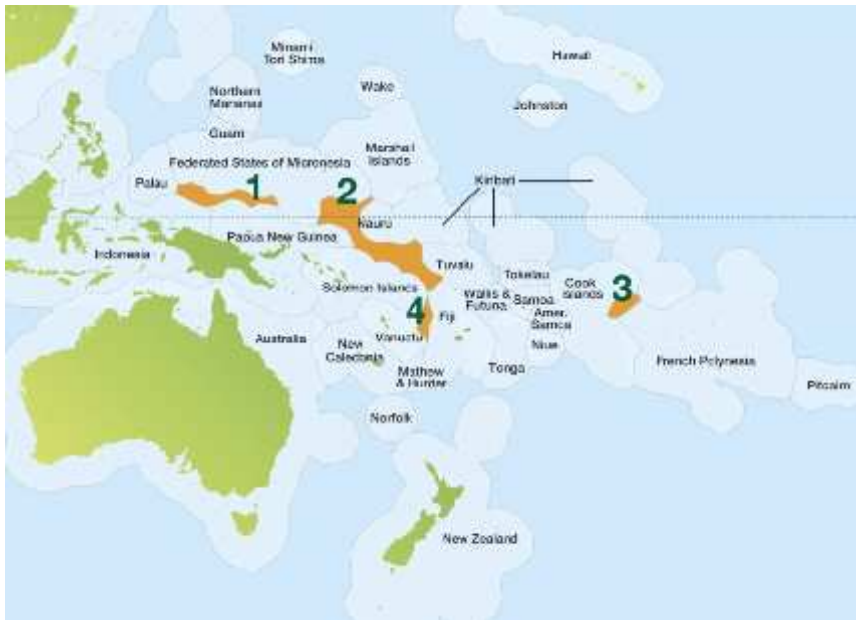 Minami
Tori Shima
Hawaii
Wake
Northern
Marianas
Johnston
Guam
Marshall
Islands
Federated States of Micronesia
Palau
1
2
Kiribati
Nauru
Papua New Guinea
Indonesia
Tuvalu
Tokelau
Cook
Islands
3
Solomon Islands
Wallis &
Futuna
Samoa
Amer.
Samoa
4
Fiji
Australia
Vanuatu
New
Caledonia
Niue
French Polynesia
Tonga
Mathew
& Hunter
Pitcairn
Norfolk
New Zealand